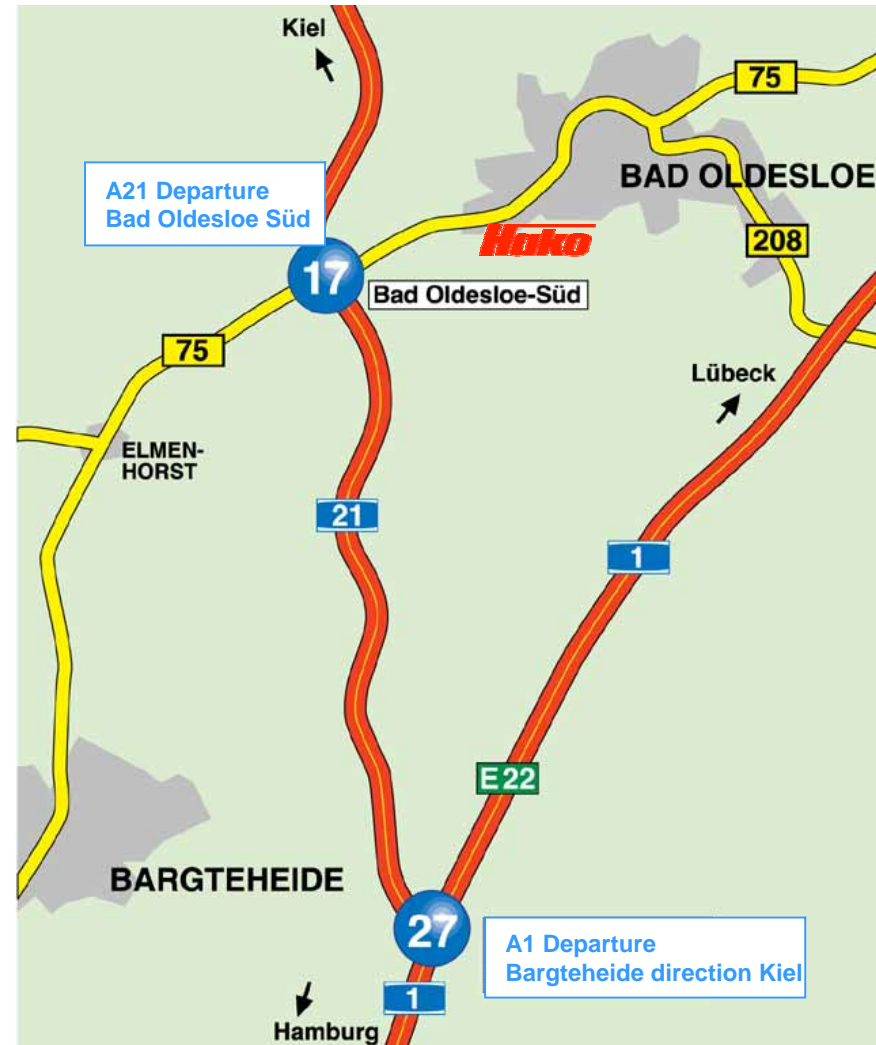 Kiel
75
A21 Departure
Bad Oldesloe Süd
BAD OLDESLOE
Hako
208
17
Bad Oldesloe-Süd
75
Lübeck
ELMEN-
HORST
21
1
E22
BARGTEHEIDE
27
A1 Departure
Bargteheide direction Kiel
1
Hamburg